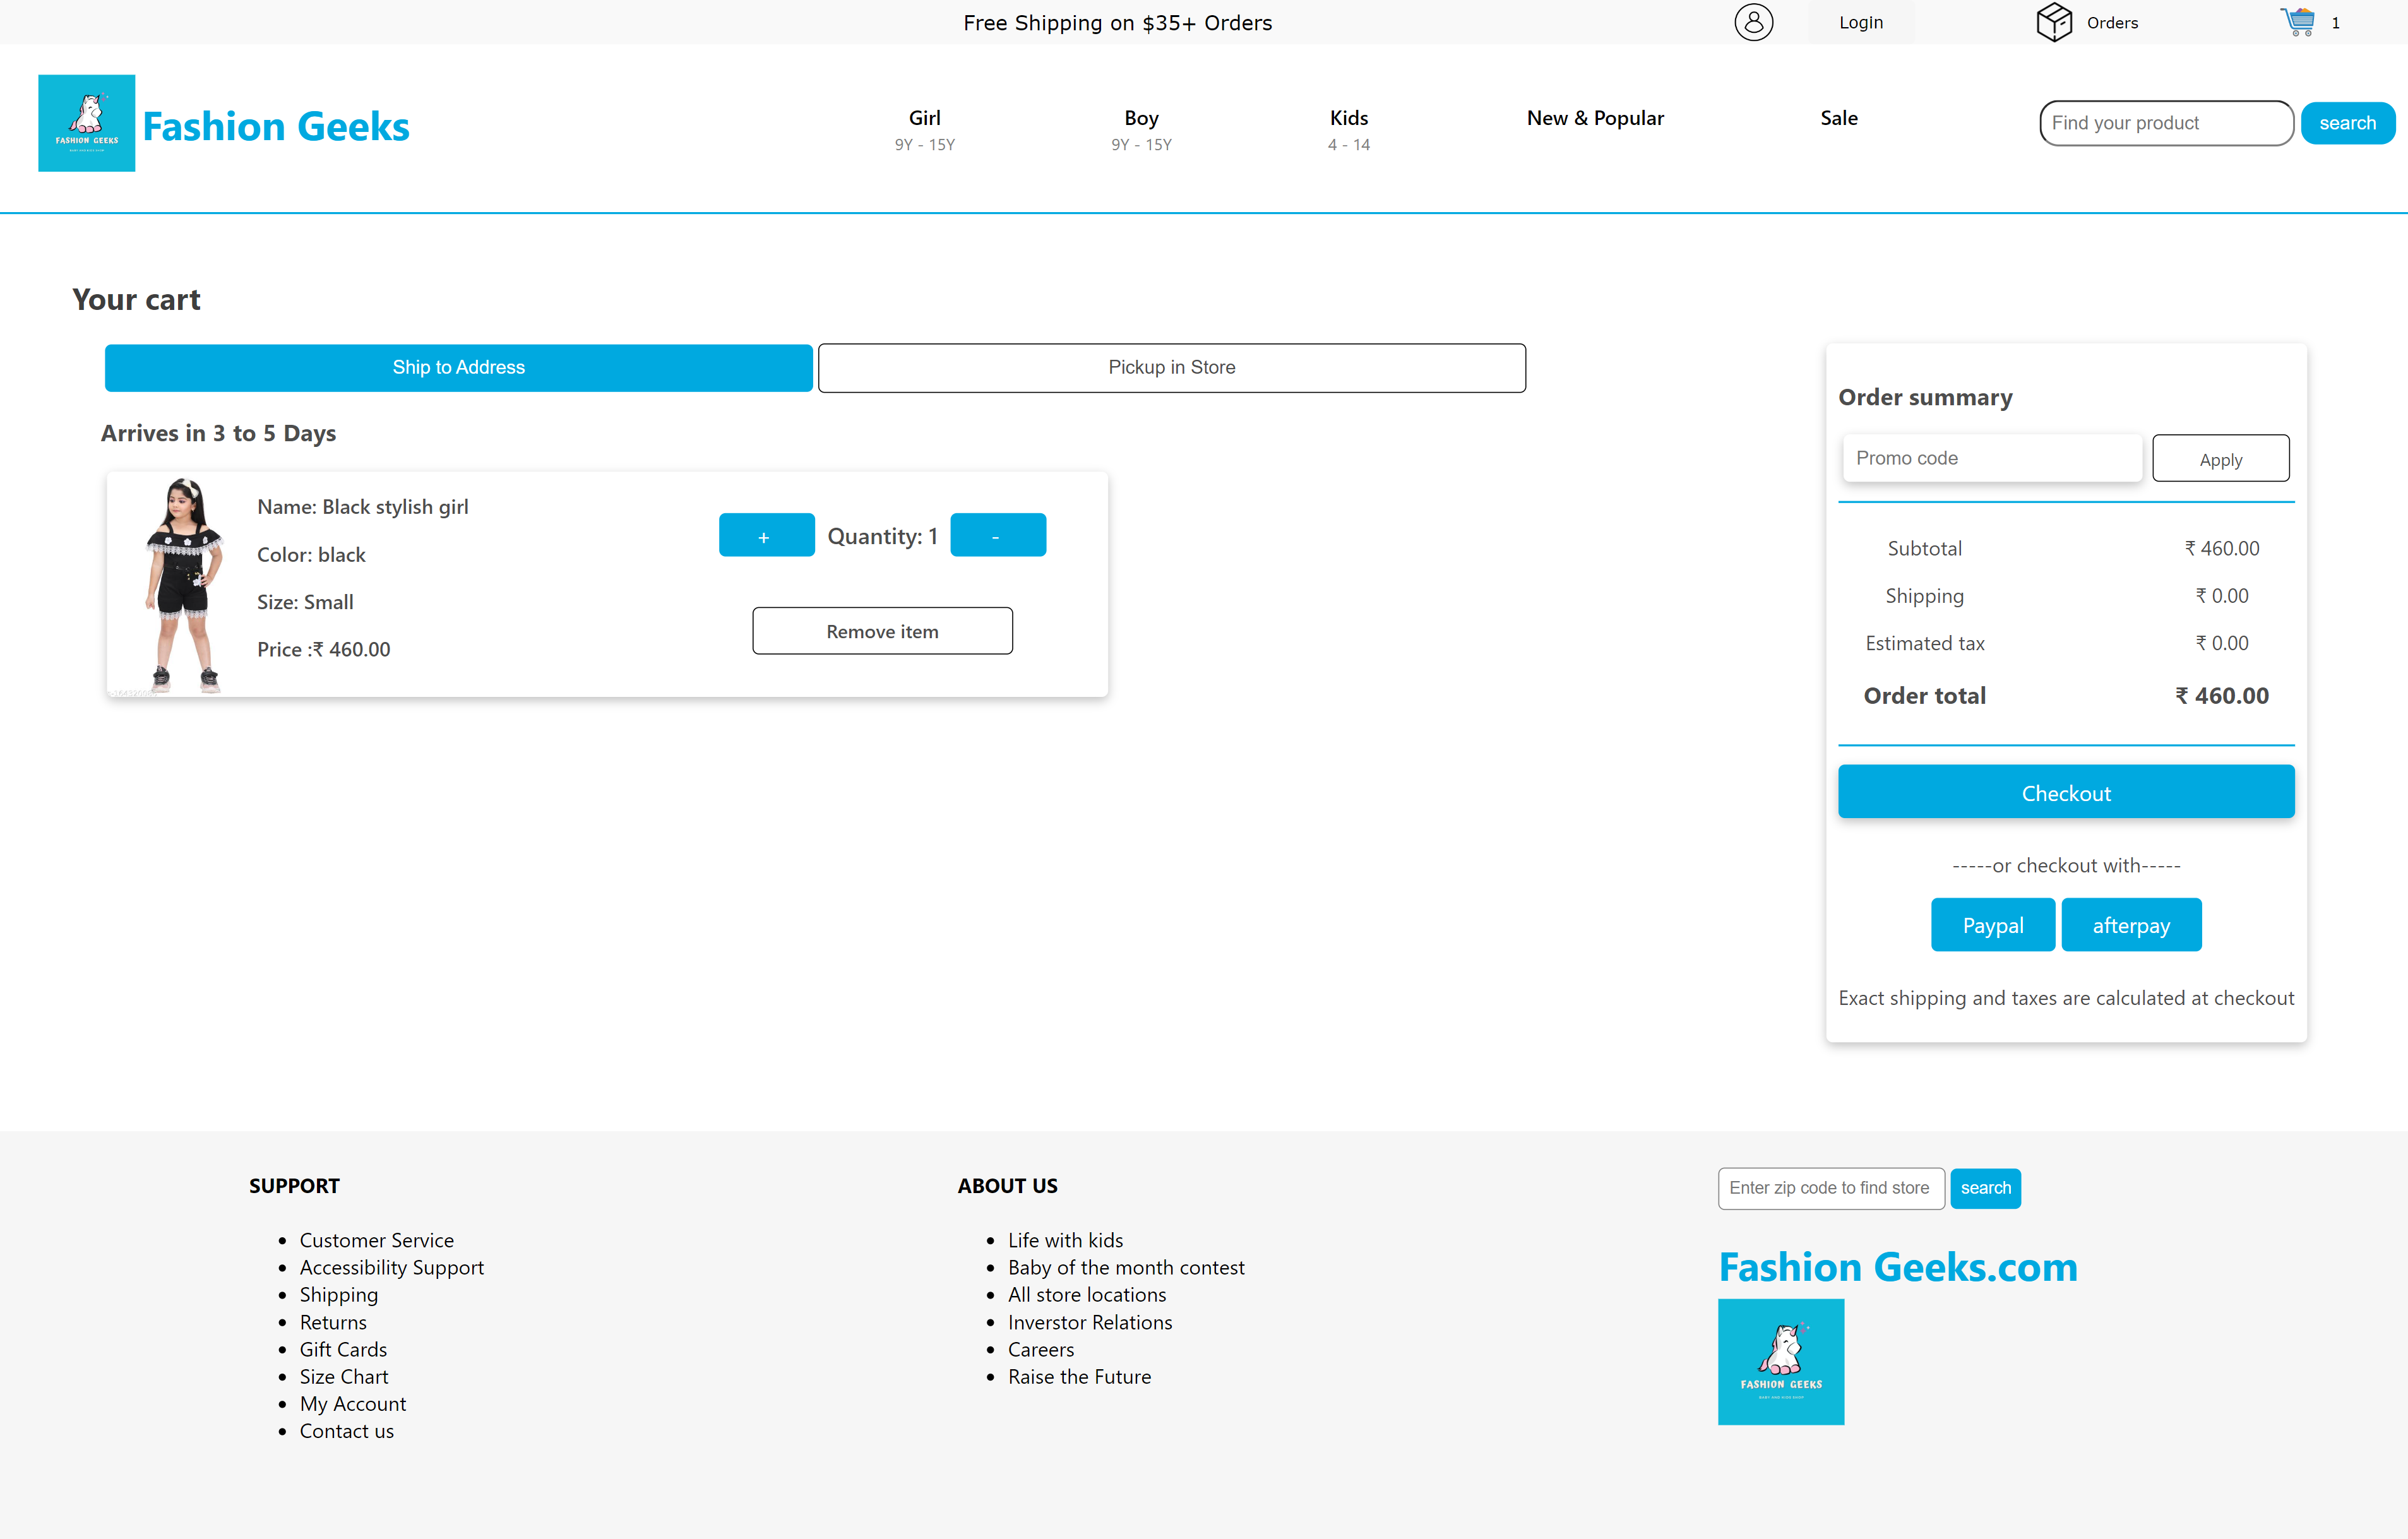 Free Shipping on $35+ Orders
Login
Orders
1
FASHION GEEKS
Fashion Geeks
Girl
9Y - 15Y
Boy
9Y - 15Y
Kids
4 - 14
New & Popular
Sale
Find your product
search
Your cart
Ship to Address
Pickup in Store
Arrives in 3 to 5 Days
Name: Black stylish girl
Color: black
Size: Small
Price :₹ 460.00
+ Quantity: 1 -
Remove item
Order summary
Promo code
Apply
Subtotal ₹ 460.00
Shipping ₹ 0.00
Estimated tax ₹ 0.00
Order total ₹ 460.00
Checkout
-----or checkout with-----
Paypal
afterpay
Exact shipping and taxes are calculated at checkout
SUPPORT
Customer Service
Accessibility Support
Shipping
Returns
Gift Cards
Size Chart
My Account
Contact us
ABOUT US
Life with kids
Baby of the month contest
All store locations
Inverstor Relations
Careers
Raise the Future
Enter zip code to find store
search
Fashion Geeks.com
FASHION GEEKS